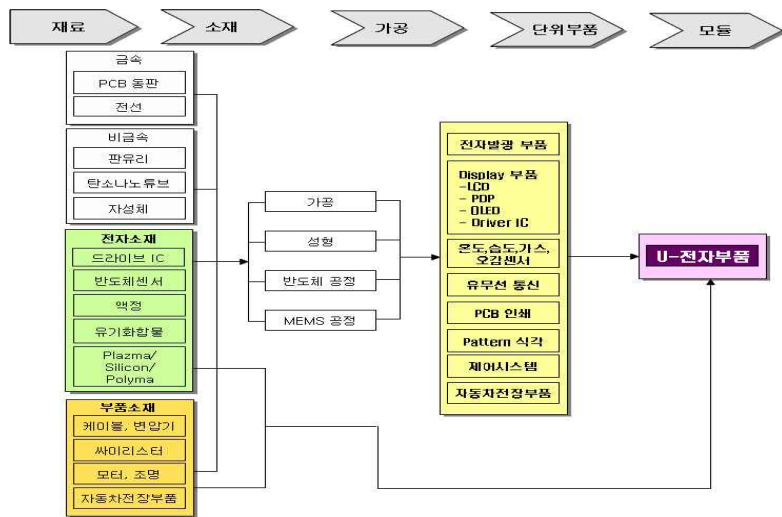 재료
소재
가공
단위부품
모듈
금속
PCB 동판
전선
비금속
판유리
탄소나노튜브
자성체
전자소재
드라이브 IC
반도체센서
액정
유기화합물
Plazma/
Silicon/
Polyma
부품소재
케이블, 변압기
싸이리스터
모터, 조명
자동차전장부품
가공
성형
반도체 공정
MEMS 공정
전자발광 부품
Display 부품
-LCD
- PDP
- OLED
- Driver IC
온도,습도,가스,
오감센서
유무선 통신
PCB 인쇄
Pattern 식각
제어시스템
자동차전장부품
U-전자부품